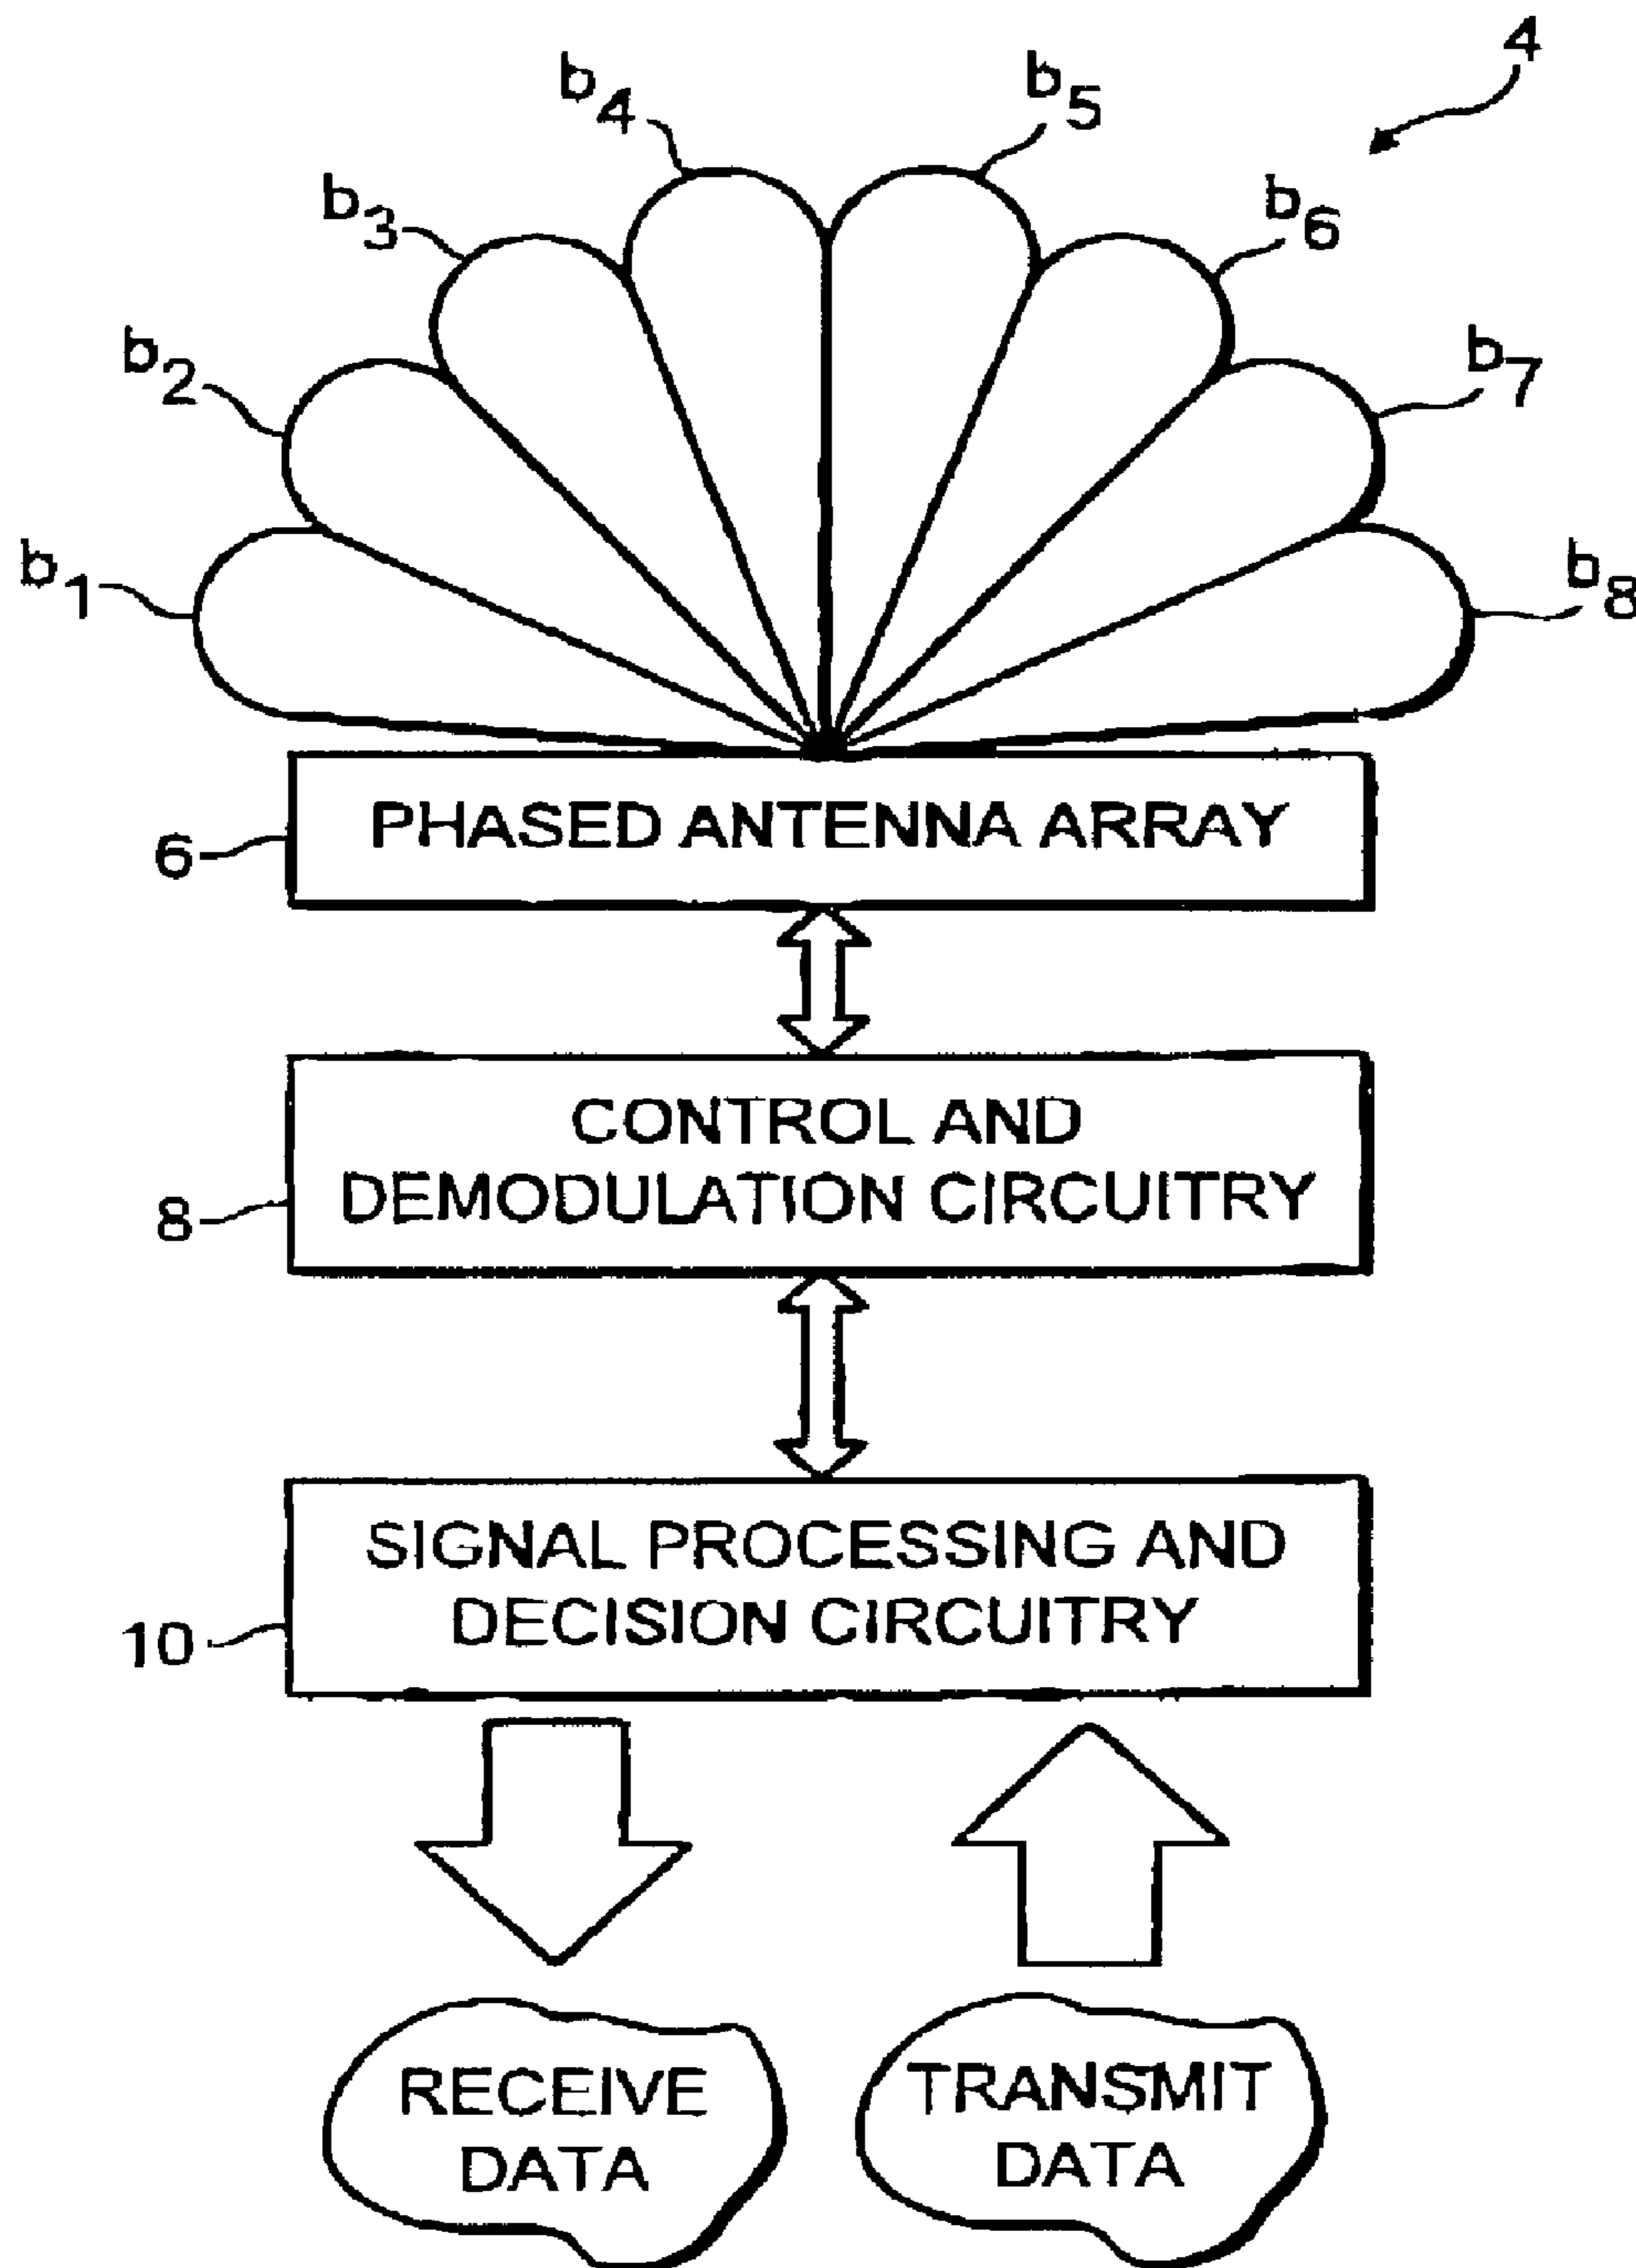 4
b4
b5
b3
b6
b2
b7
b1
b8
PHASED ANTENNA ARRAY
6
CONTROL AND
DEMODULATION CIRCUITRY
8
SIGNAL PROCESSING AND
DECISION CIRCUITRY
10
RECEIVE
DATA
TRANSMIT
DATA